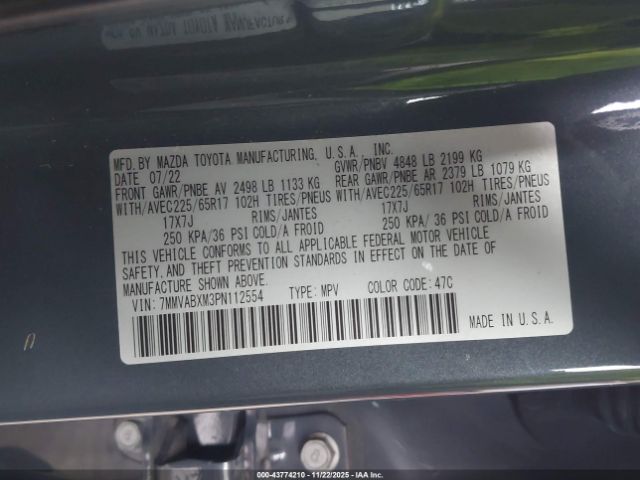 MFD.BY MAZDA TOYOTA MANUFACTURING, U.S.A., INC.
DATE 07/22 GVWR/PNBV 4848 LB 2199 KG
FRONT GAWR/PNBE AV 2498 LB 1133 KG REAR GAWR/PNBE AR 2379 LB 1079 KG
WITH/AVEC225/65R17 102H TIRES/PNEUS WITH/AVEC225/65R17 102H TIRES/PNEUS
17X7J RIMS/JANTES 17X7J RIMS/JANTES
250 KPA/36 PSI COLD/A FROID 250 KPA/36 PSI COLD/A FROID
THIS VEHICLE CONFORMS TO ALL APPLICABLE FEDERAL MOTOR VEHICLE
SAFETY, AND THEFT PREVENTION STANDARDS IN EFFECT ON THE DATE OF
MANUFACTURE SHOWN ABOVE.
VIN: 7MMVABXM3PN112554 TYPE: MPV COLOR CODE: 47C
MADE IN U.S.A.
00-43774210 - 11/22/2025 - IAAI.COM